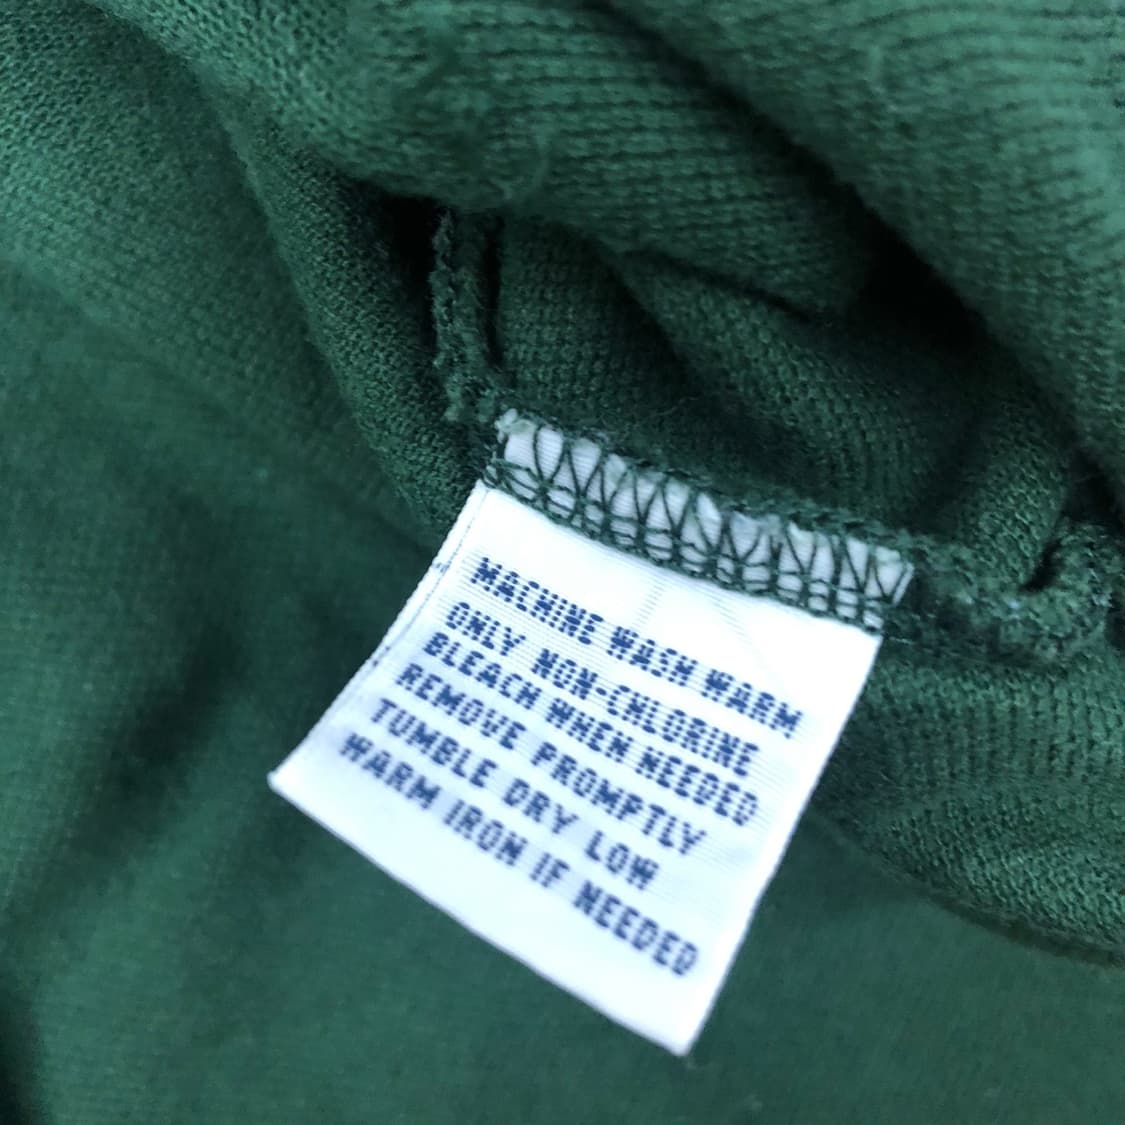 MACHINE WASH WARM
ONLY NON-CHLORINE
BLEACH WHEN NEEDED
REMOVE PROMPTLY
TUMBLE DRY LOW
WARM IRON IF NEEDED